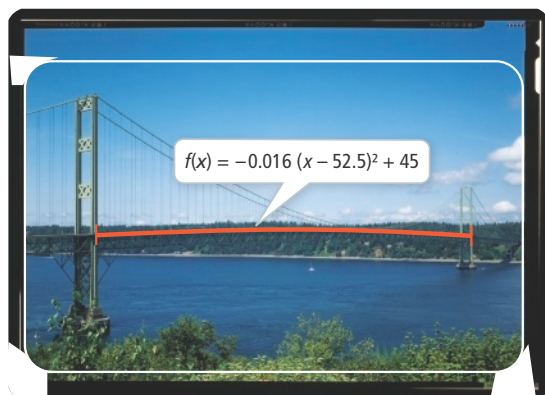 f(x) = −0.016 (x − 52.5)² + 45